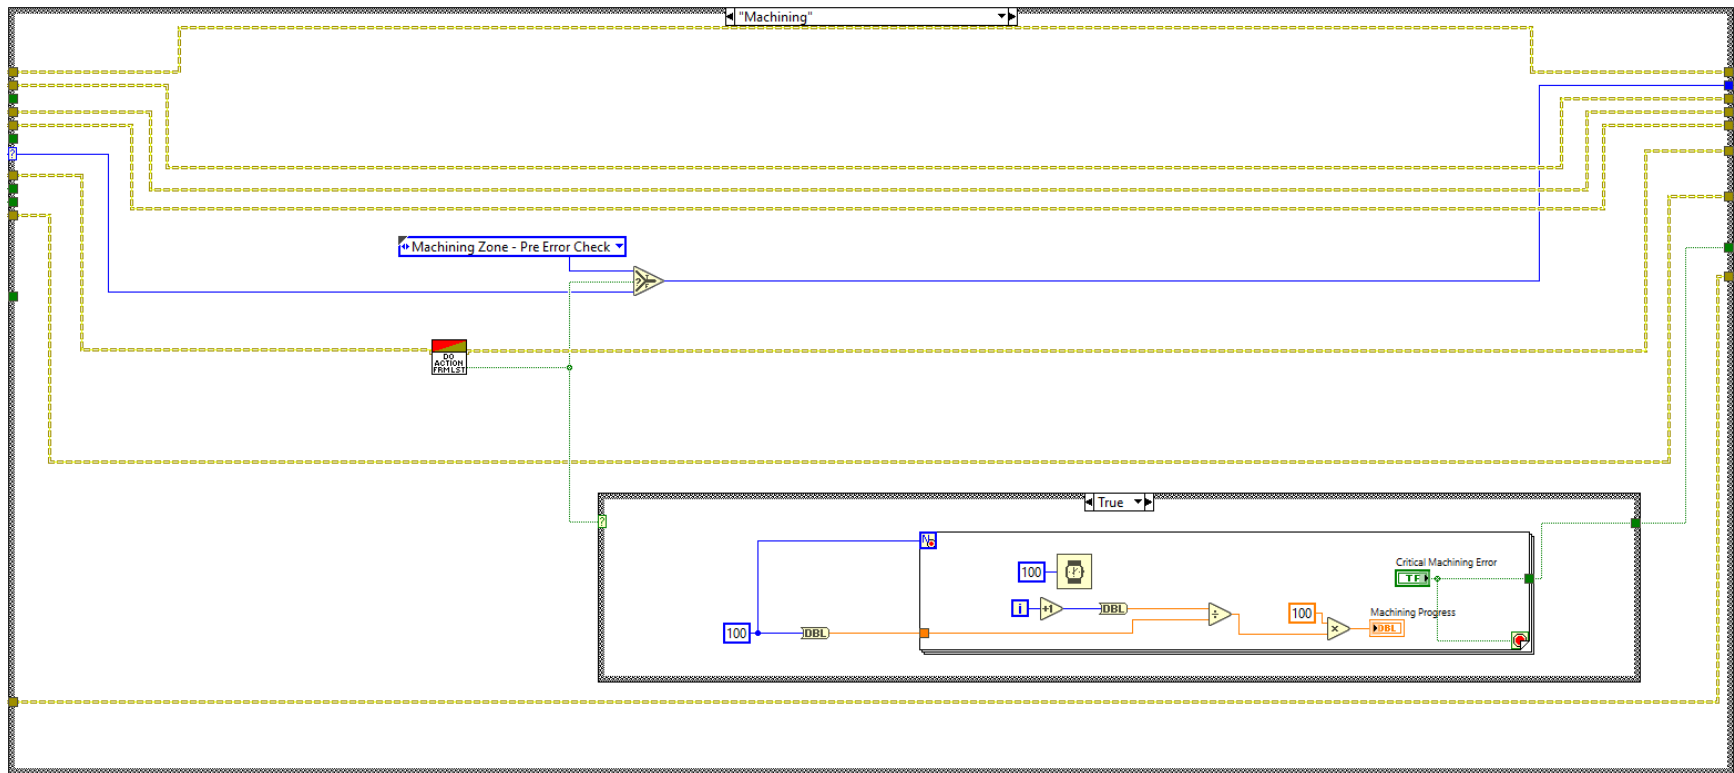 "Machining"
?
Machining Zone - Pre Error Check
T
?
F
DO
ACTION
FRMLST
True
?
N
100
Critical Machining Error
TF
i
+1
DBL
÷
100
Machining Progress
100
DBL
×
DBL